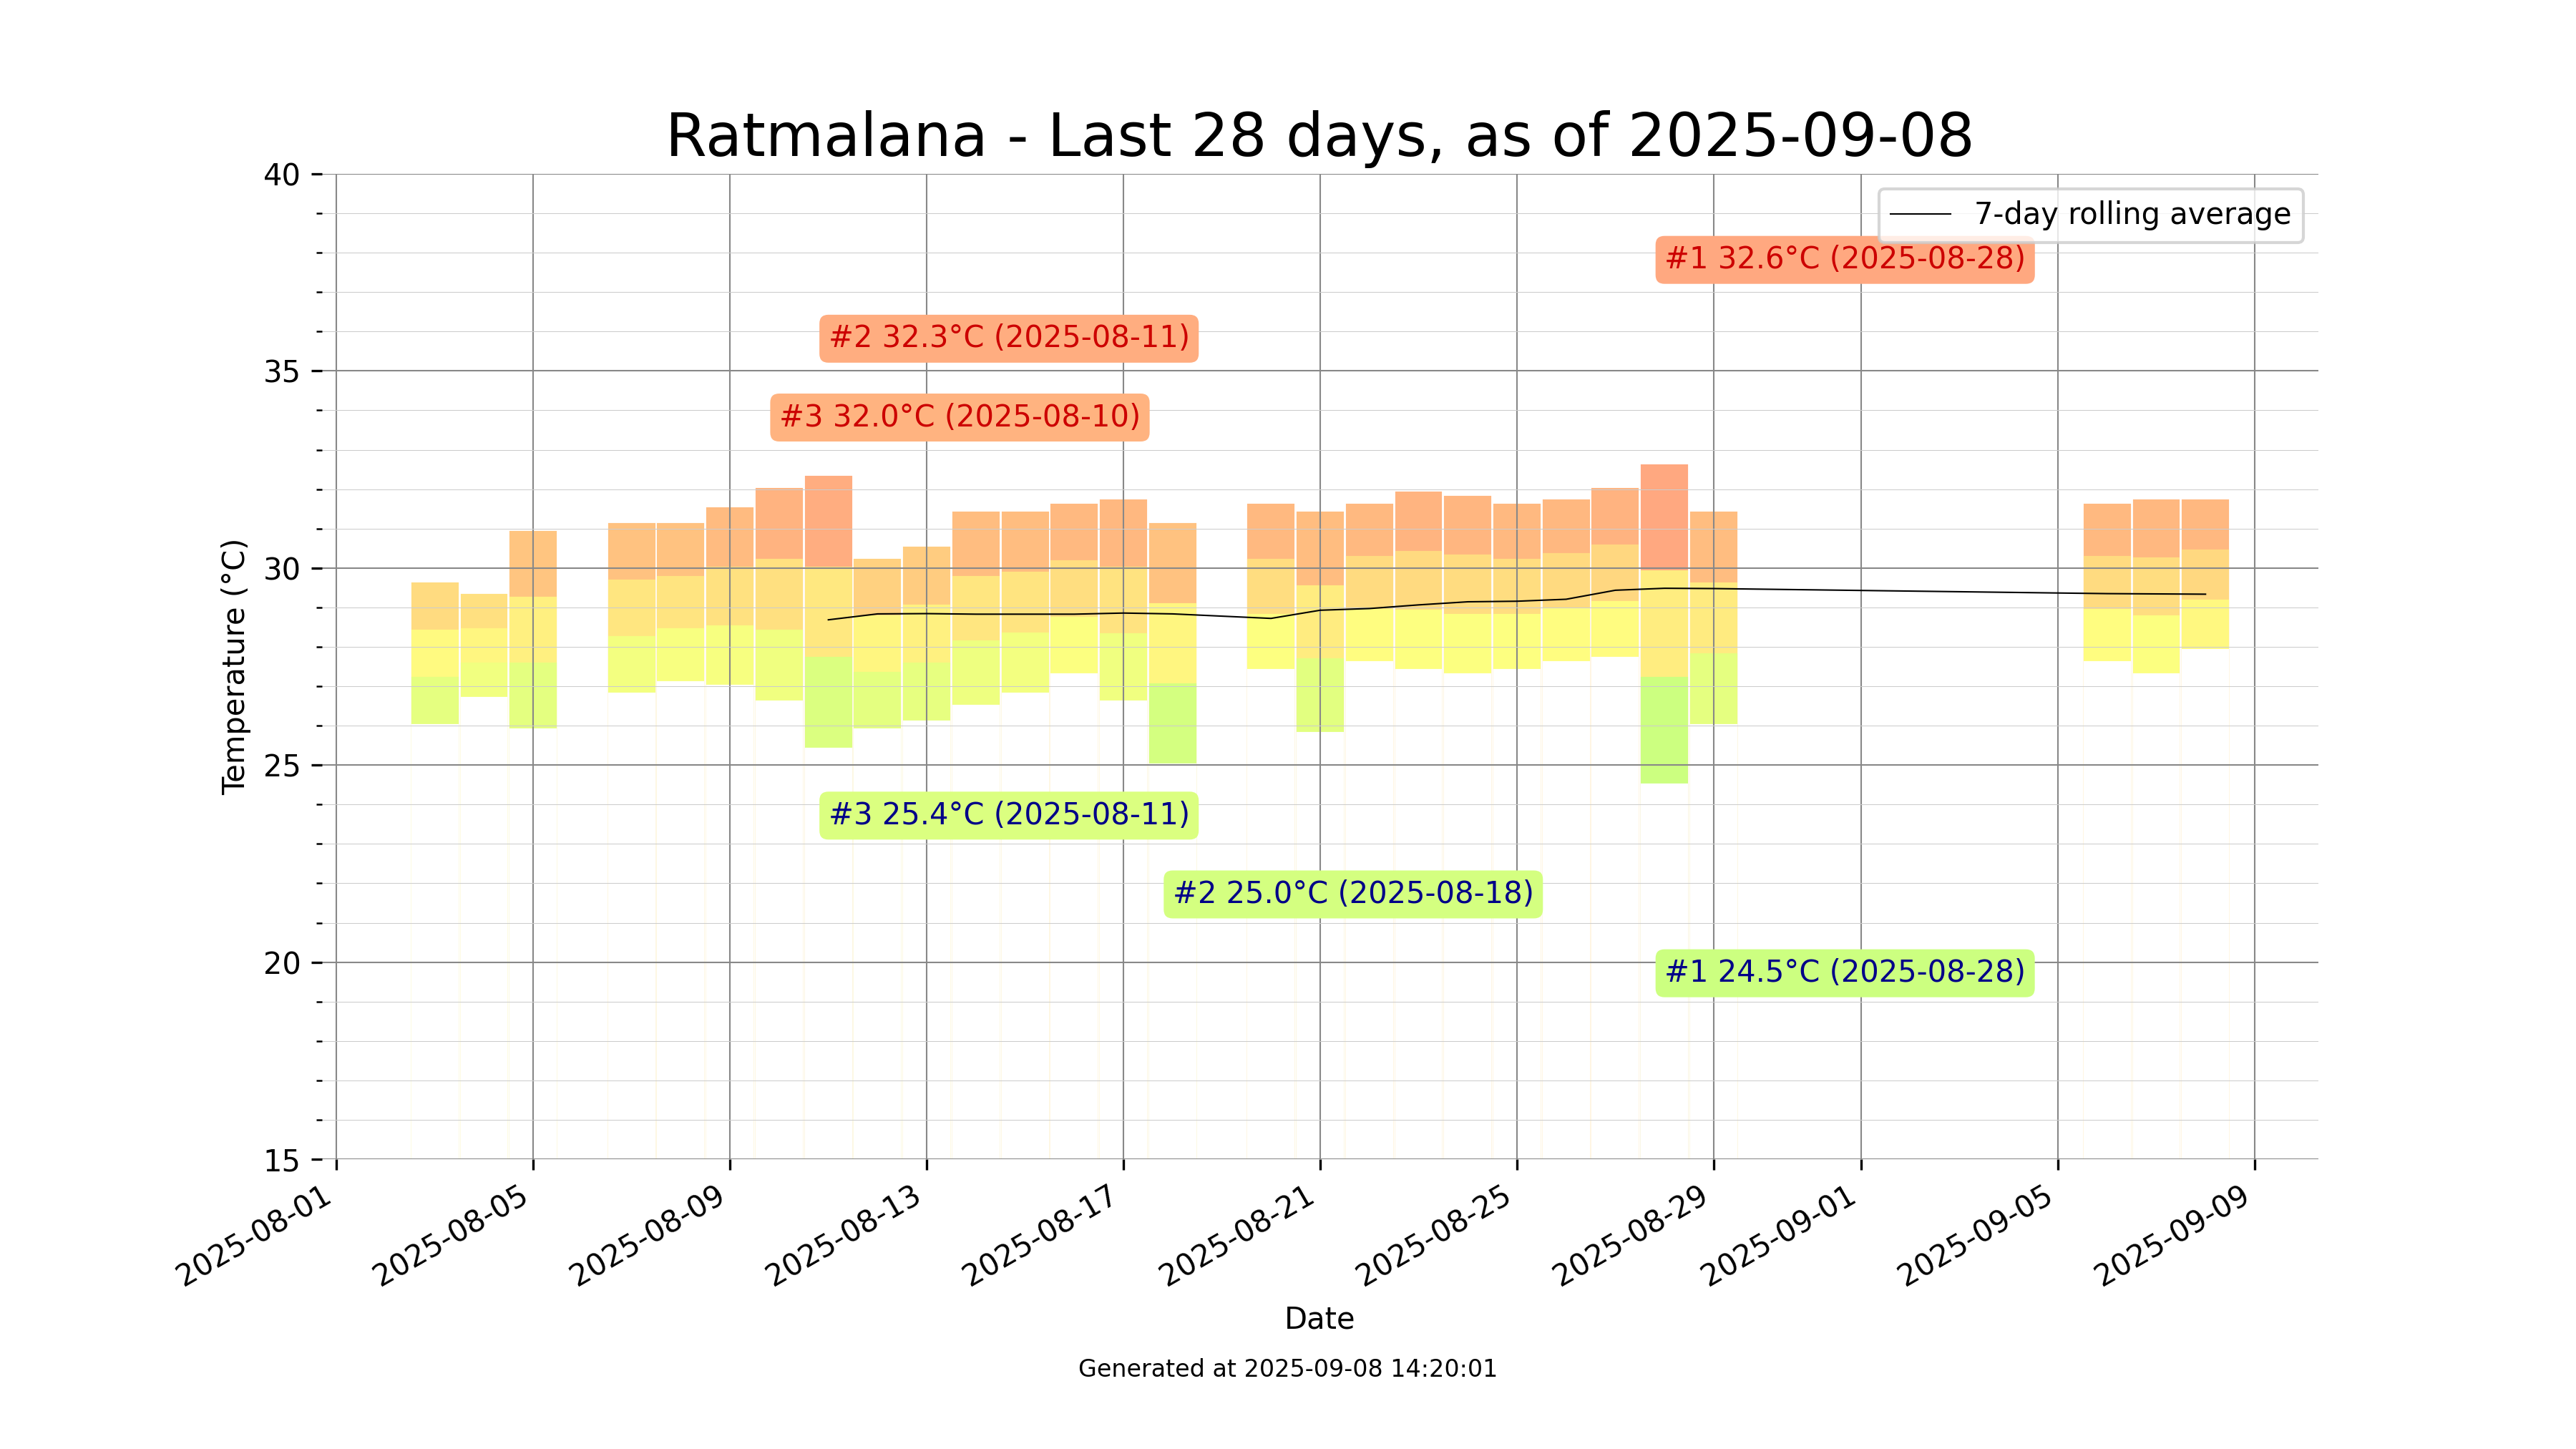 Ratmalana - Last 28 days, as of 2025-09-08
40
35
30
25
20
15
Temperature (°C)
7-day rolling average
#1 32.6°C (2025-08-28)
#2 32.3°C (2025-08-11)
#3 32.0°C (2025-08-10)
#3 25.4°C (2025-08-11)
#2 25.0°C (2025-08-18)
#1 24.5°C (2025-08-28)
2025-08-01
2025-08-05
2025-08-09
2025-08-13
2025-08-17
2025-08-21
2025-08-25
2025-08-29
2025-09-01
2025-09-05
2025-09-09
Date
Generated at 2025-09-08 14:20:01